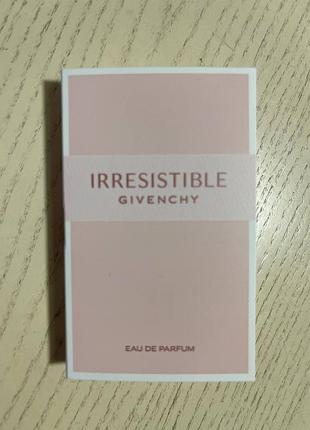 IRRESISTIBLE
GIVENCHY
EAU DE PARFUM